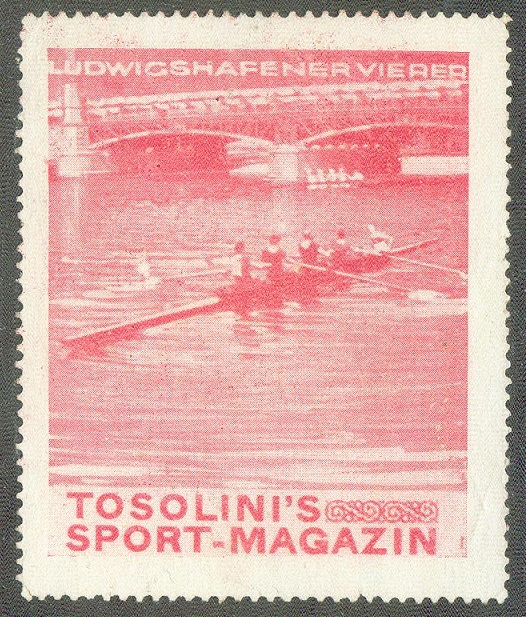 LUDWIGSHAFENER VIERER
TOSOLINI'S
SPORT-MAGAZIN